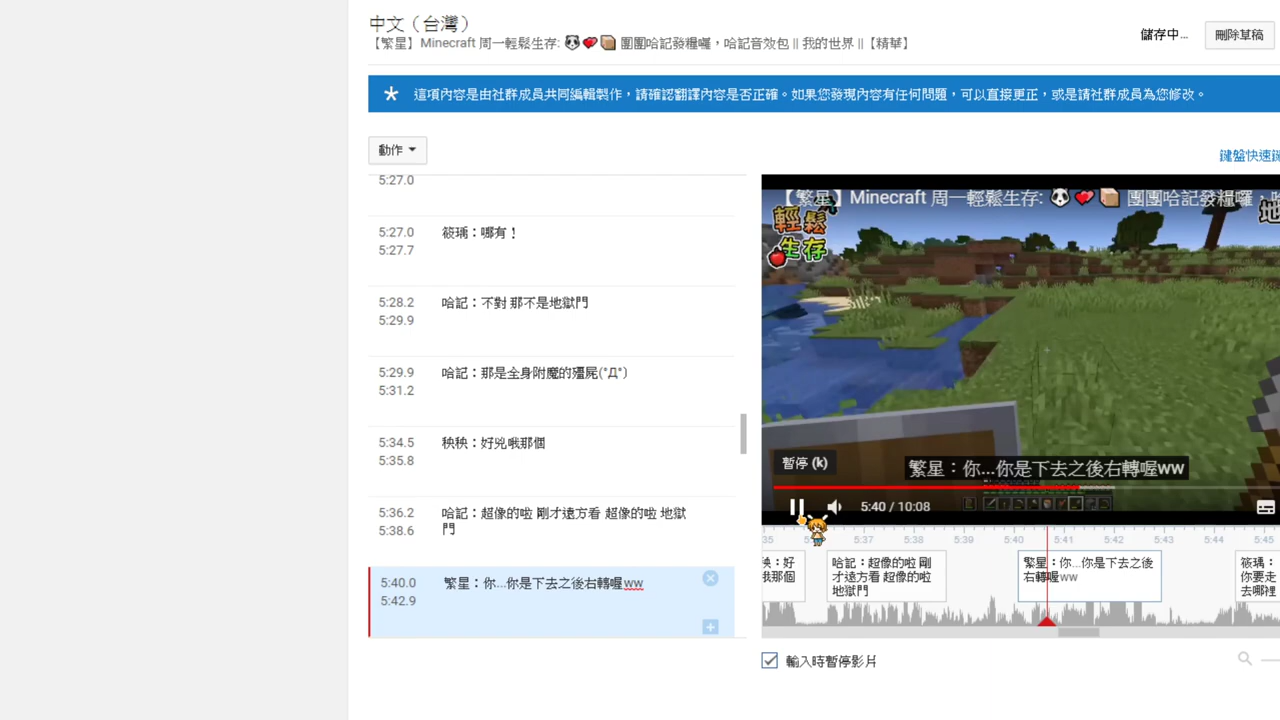 中文（台灣）
【繁星】Minecraft 周一輕鬆生存: 🐼❤️📦 團團哈記發糧囉，哈記音效包 || 我的世界 ||【精華】
儲存中...
刪除草稿
* 這項內容是由社群成員共同編輯製作，請確認翻譯內容是否正確。如果您發現內容有任何問題，可以直接更正，或是請社群成員為您修改。
動作
鍵盤快速鍵
5:27.0
5:27.0
5:27.7
筱瑀：哪有！
5:28.2
5:29.9
哈記：不對 那不是地獄門
5:29.9
5:31.2
哈記：那是全身附魔的殭屍(°Д°)
5:34.5
5:35.8
秧秧：好兇哦那個
5:36.2
5:38.6
哈記：超像的啦 剛才遠方看 超像的啦 地獄
門
5:40.0
5:42.9
繁星：你...你是下去之後右轉喔ww
【繁星】Minecraft 周一輕鬆生存: 🐼❤️📦 團團哈記發糧囉，哈
輕鬆
生存
地
暫停 (k)
繁星：你...你是下去之後右轉喔ww
5:40 / 10:08
:35
5:37
5:38
5:39
5:40
5:41
5:42
5:43
5:44
5:45
秧：好
我那個
哈記：超像的啦 剛
才遠方看 超像的啦
地獄門
繁星：你...你是下去之後
右轉喔ww
筱瑀：
你要走
去哪裡
輸入時暫停影片